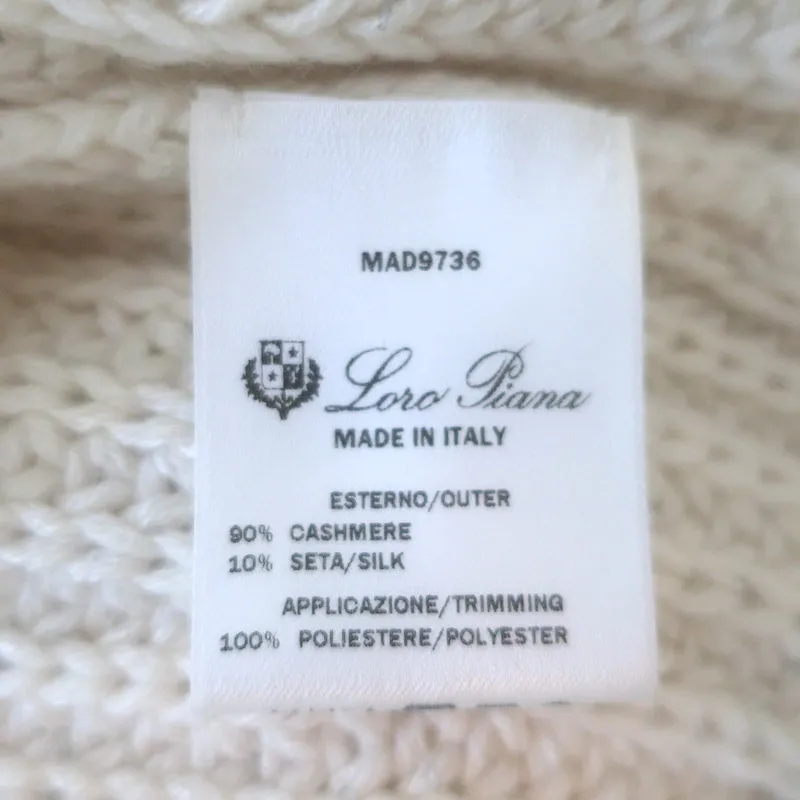 MAD9736
Loro Piana
MADE IN ITALY
ESTERNO/OUTER
90% CASHMERE
10% SETA/SILK
APPLICAZIONE/TRIMMING
100% POLIESTERE/POLYESTER